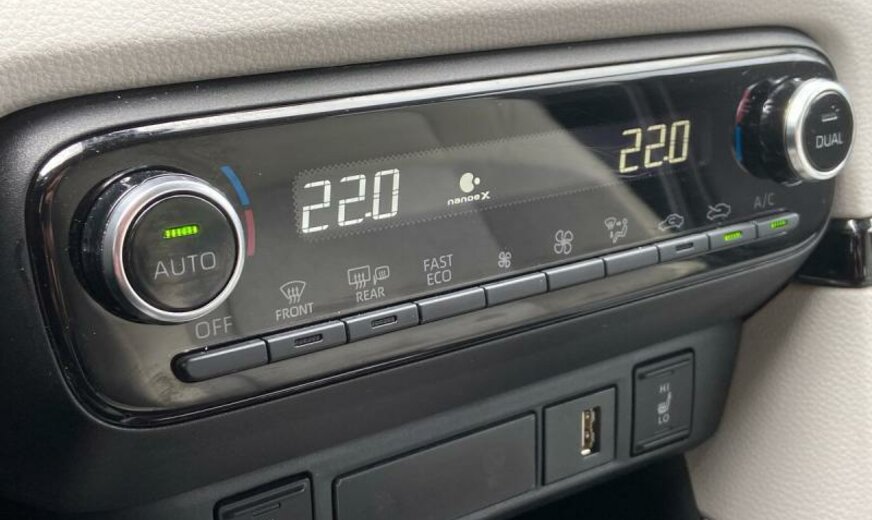 22.0
nanoe X
22.0
DUAL
AUTO
A/C
OFF
FRONT
REAR
FAST
ECO
HI
LO